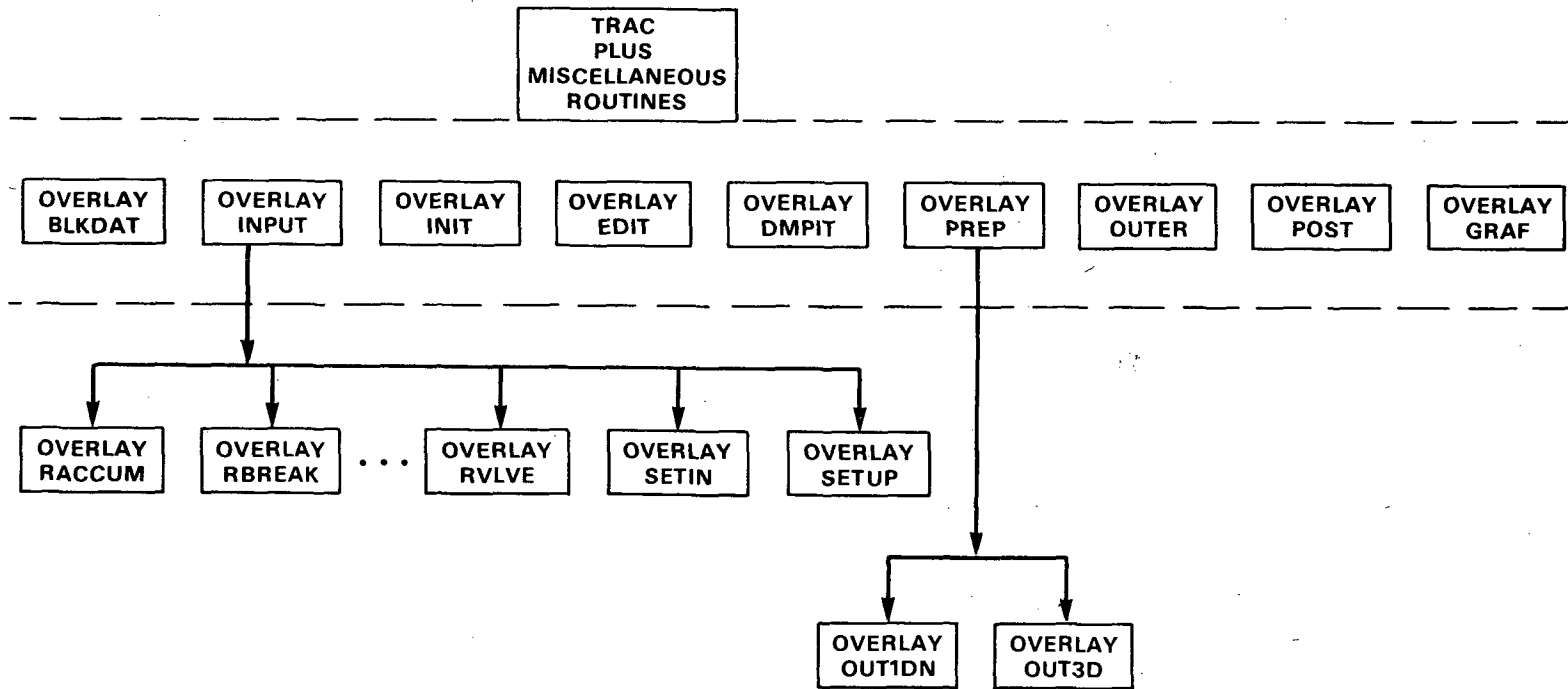 TRAC
PLUS
MISCELLANEOUS
ROUTINES
OVERLAY
BLKDAT
OVERLAY
INPUT
OVERLAY
INIT
OVERLAY
EDIT
OVERLAY
DMPIT
OVERLAY
PREP
OVERLAY
OUTER
OVERLAY
POST
OVERLAY
GRAF
OVERLAY
RACCUM
OVERLAY
RBREAK
. . .
OVERLAY
RVLVE
OVERLAY
SETIN
OVERLAY
SETUP
OVERLAY
OUT1DN
OVERLAY
OUT3D